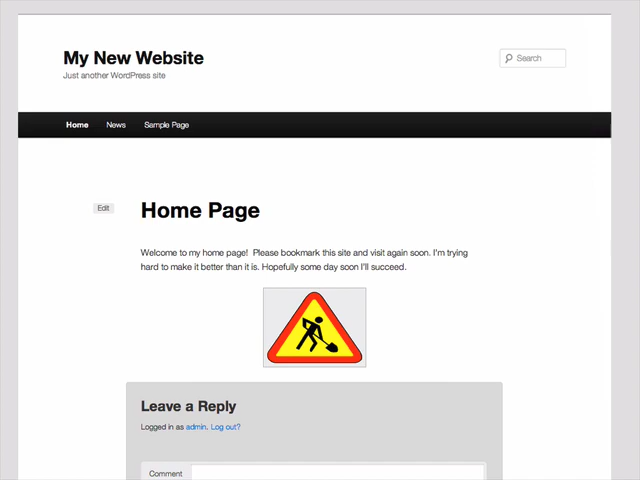 My New Website
Just another WordPress site
Search
Home News Sample Page
Edit
Home Page
Welcome to my home page!  Please bookmark this site and visit again soon. I'm trying
hard to make it better than it is. Hopefully some day soon I'll succeed.
Leave a Reply
Logged in as admin. Log out?
Comment